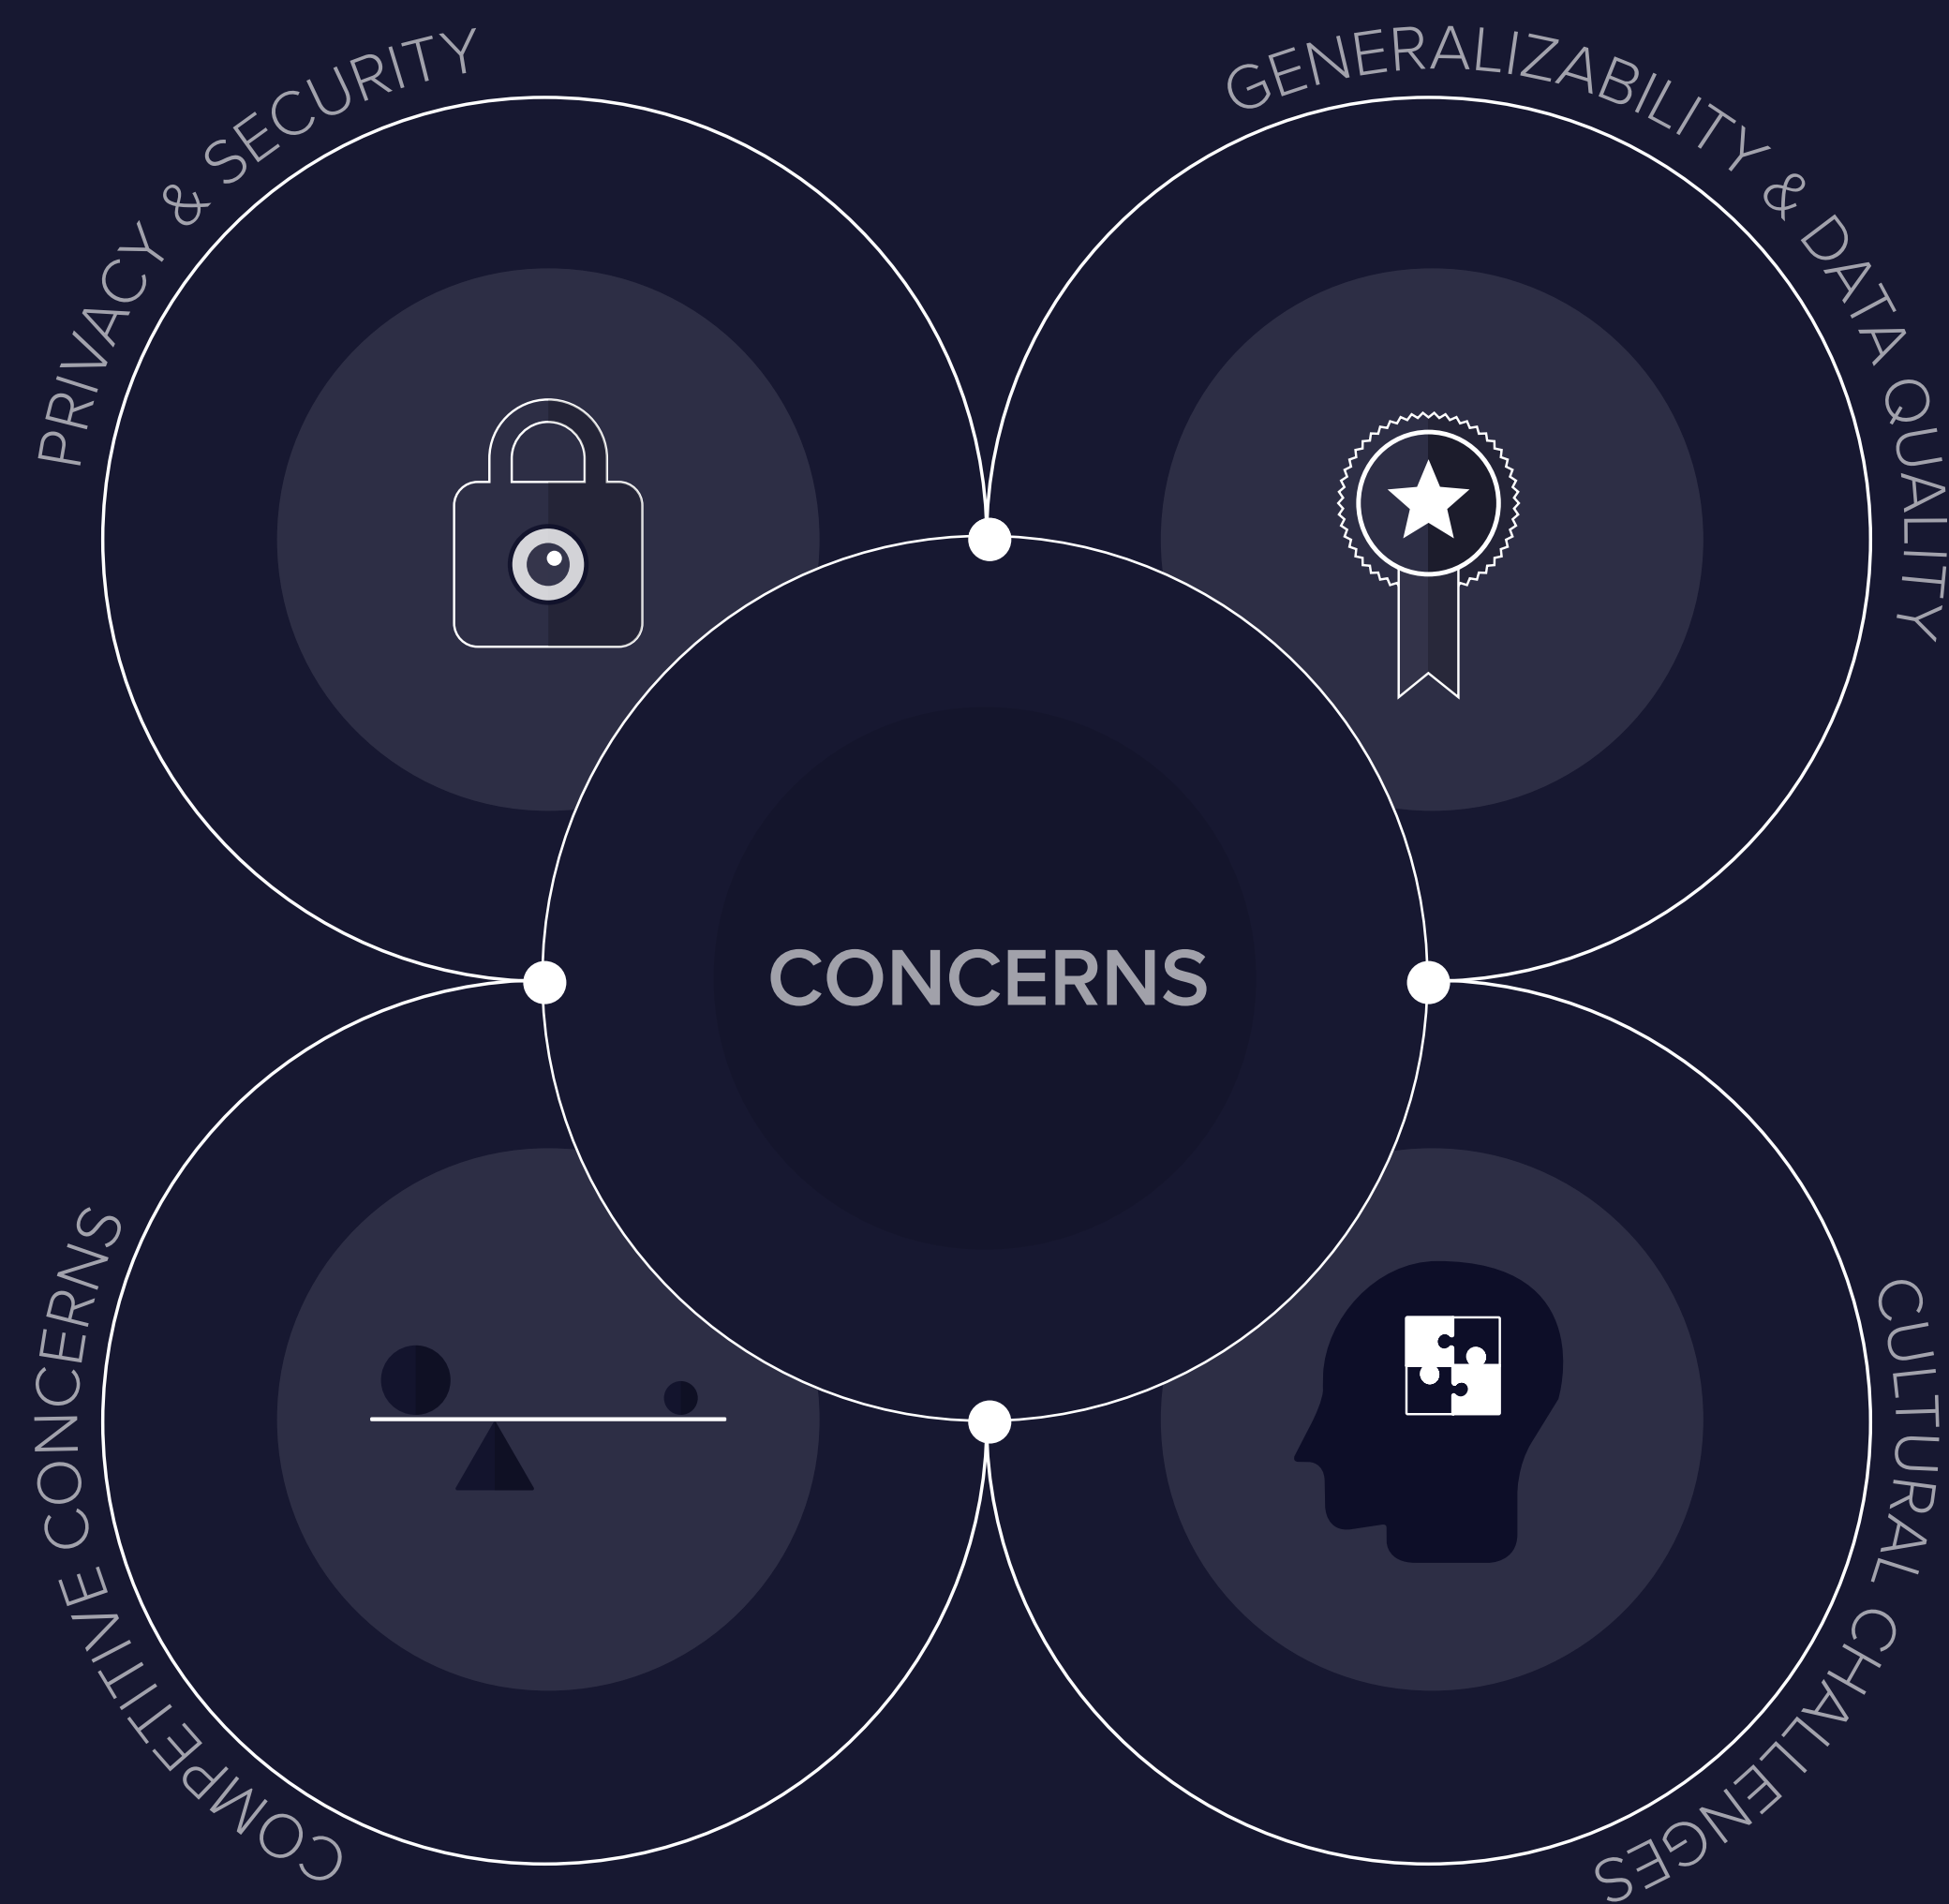 PRIVACY & SECURITY
GENERALIZABILITY & DATA QUALITY
CONCERNS
COMPETITIVE CONCERNS
CULTURAL CHALLENGES